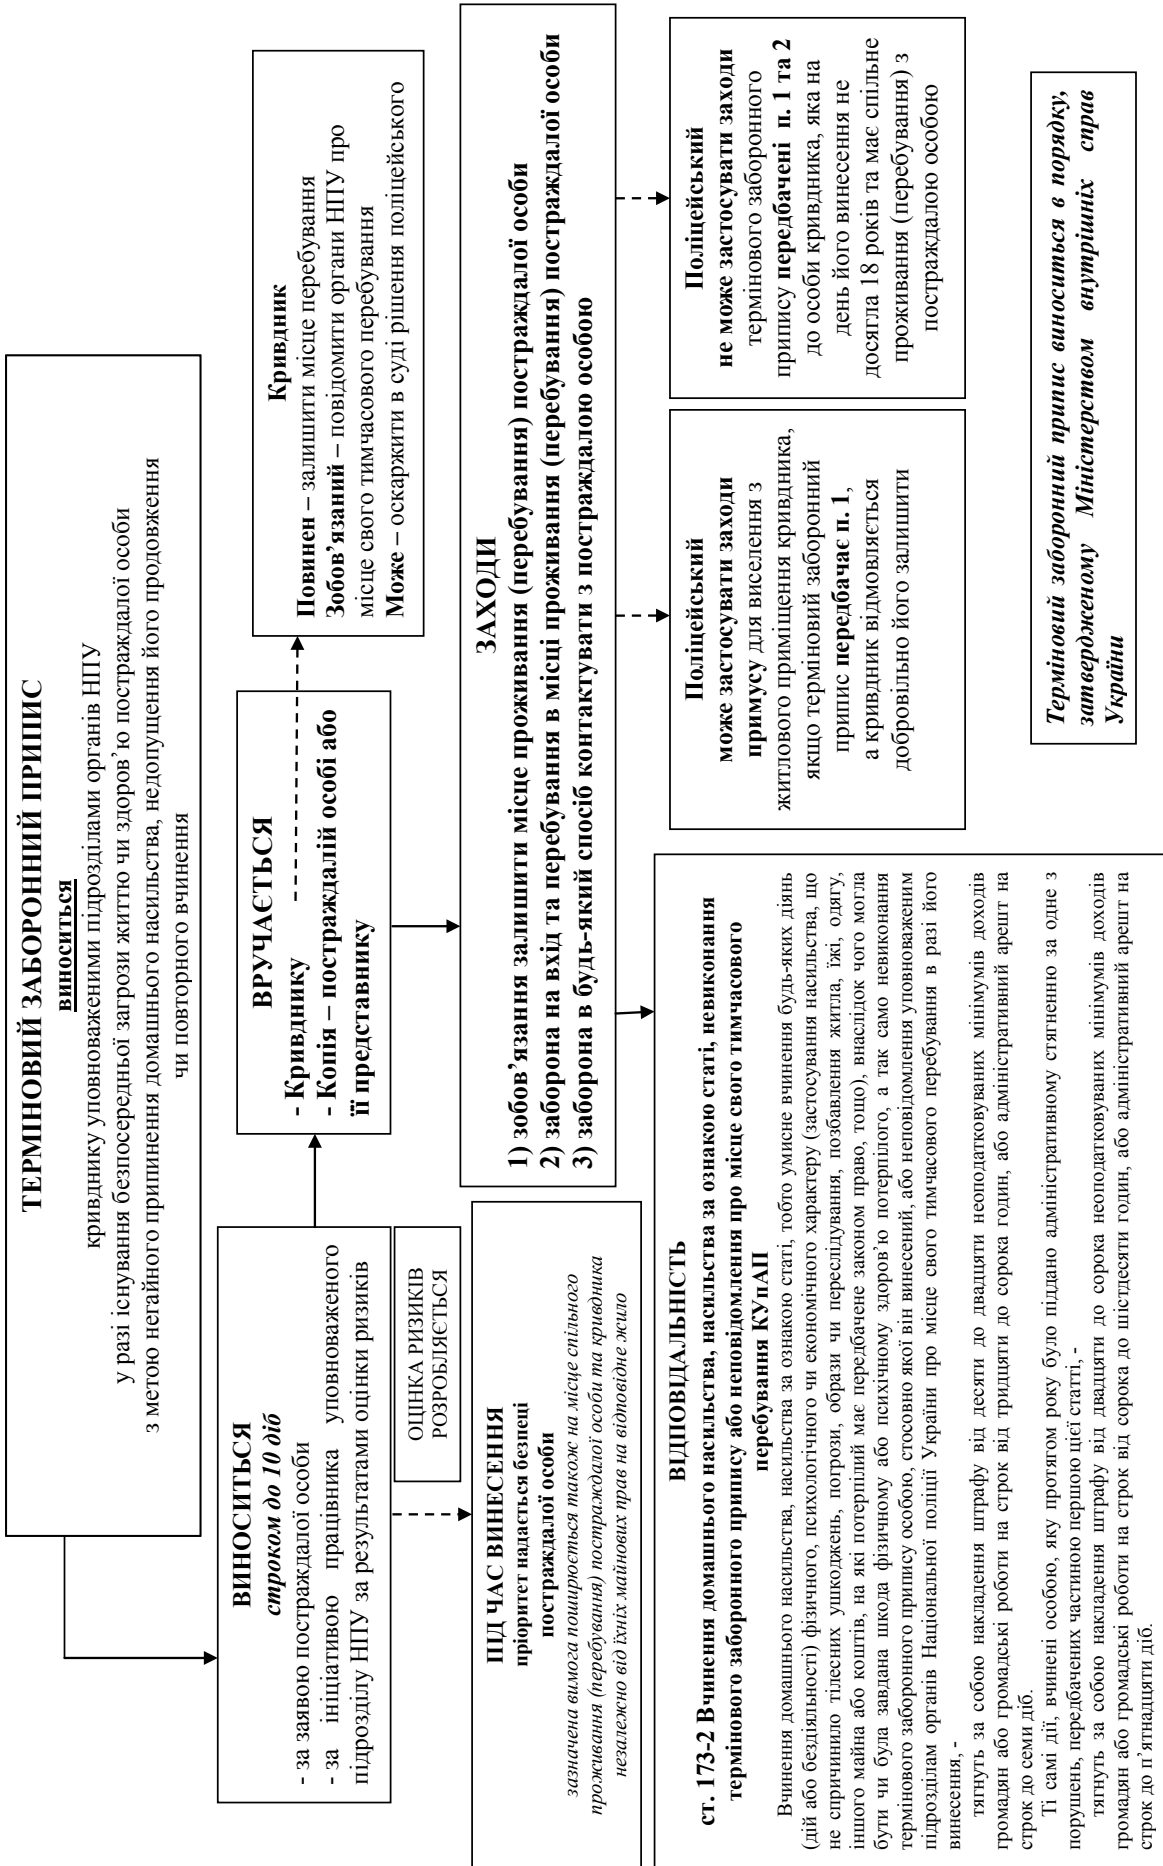 ТЕРМІНОВИЙ ЗАБОРОННИЙ ПРИПИС
виноситься
кривднику уповноваженими підрозділами органів НПУ
у разі існування безпосередньої загрози життю чи здоров'ю постраждалої особи
з метою негайного припинення домашнього насильства, недопущення його продовження
чи повторного вчинення
ВИНОСИТЬСЯ
строком до 10 діб
- за заявою постраждалої особи
- за ініціативою працівника уповноваженого
підрозділу НПУ за результатами оцінки ризиків
ВРУЧАЄТЬСЯ
- Кривднику
- Копія – постраждалій особі або
її представнику
Кривдник
Повинен – залишити місце перебування
Зобов'язаний – повідомити органи НПУ про
місце свого тимчасового перебування
Може – оскаржити в суді рішення поліцейського
ОЦІНКА РИЗИКІВ
РОЗРОБЛЯЄТЬСЯ
ПІД ЧАС ВИНЕСЕННЯ
пріоритет надається безпеці
постраждалої особи
зазначена вимога поширюється також на місце спільного
проживання (перебування) постраждалої особи та кривдника
незалежно від їхніх майнових прав на відповідне жило
ЗАХОДИ
1) зобов'язання залишити місце проживання (перебування) постраждалої особи
2) заборона на вхід та перебування в місці проживання (перебування) постраждалої особи
3) заборона в будь-який спосіб контактувати з постраждалою особою
ВІДПОВІДАЛЬНІСТЬ
ст. 173-2 Вчинення домашнього насильства, насильства за ознакою статі, невиконання
термінового заборонного припису або неповідомлення про місце свого тимчасового
перебування КУпАП
Вчинення домашнього насильства, насильства за ознакою статі, тобто умисне вчинення будь-яких діянь
(дій або бездіяльності) фізичного, психологічного чи економічного характеру (застосування насильства, що
не спричинило тілесних ушкоджень, погрози, образи чи переслідування, позбавлення житла, їжі, одягу,
іншого майна або коштів, на які потерпілий має передбачене законом право, тощо), внаслідок чого могла
бути чи була завдана шкода фізичному або психічному здоров'ю потерпілого, а так само невиконання
термінового заборонного припису особою, стосовно якої він винесений, або неповідомлення уповноваженим
підрозділам органів Національної поліції України про місце свого тимчасового перебування в разі його
винесення, -
тягнуть за собою накладення штрафу від десяти до двадцяти неоподатковуваних мінімумів доходів
громадян або громадські роботи на строк від тридцяти до сорока годин, або адміністративний арешт на
строк до семи діб.
Ті самі дії, вчинені особою, яку протягом року було піддано адміністративному стягненню за одне з
порушень, передбачених частиною першою цієї статті, -
тягнуть за собою накладення штрафу від двадцяти до сорока неоподатковуваних мінімумів доходів
громадян або громадські роботи на строк від сорока до шістдесяти годин, або адміністративний арешт на
строк до п'ятнадцяти діб.
Поліцейський
може застосувати заходи
примусу для виселення з
житлового приміщення кривдника,
якщо терміновий заборонний
припис передбачає п. 1,
а кривдник відмовляється
добровільно його залишити
Поліцейський
не може застосувати заходи
термінового заборонного
припису передбачені п. 1 та 2
до особи кривдника, яка на
день його винесення не
досягла 18 років та має спільне
проживання (перебування) з
постраждалою особою
Терміновий заборонний припис виноситься в порядку,
затвердженому Міністерством внутрішніх справ
України